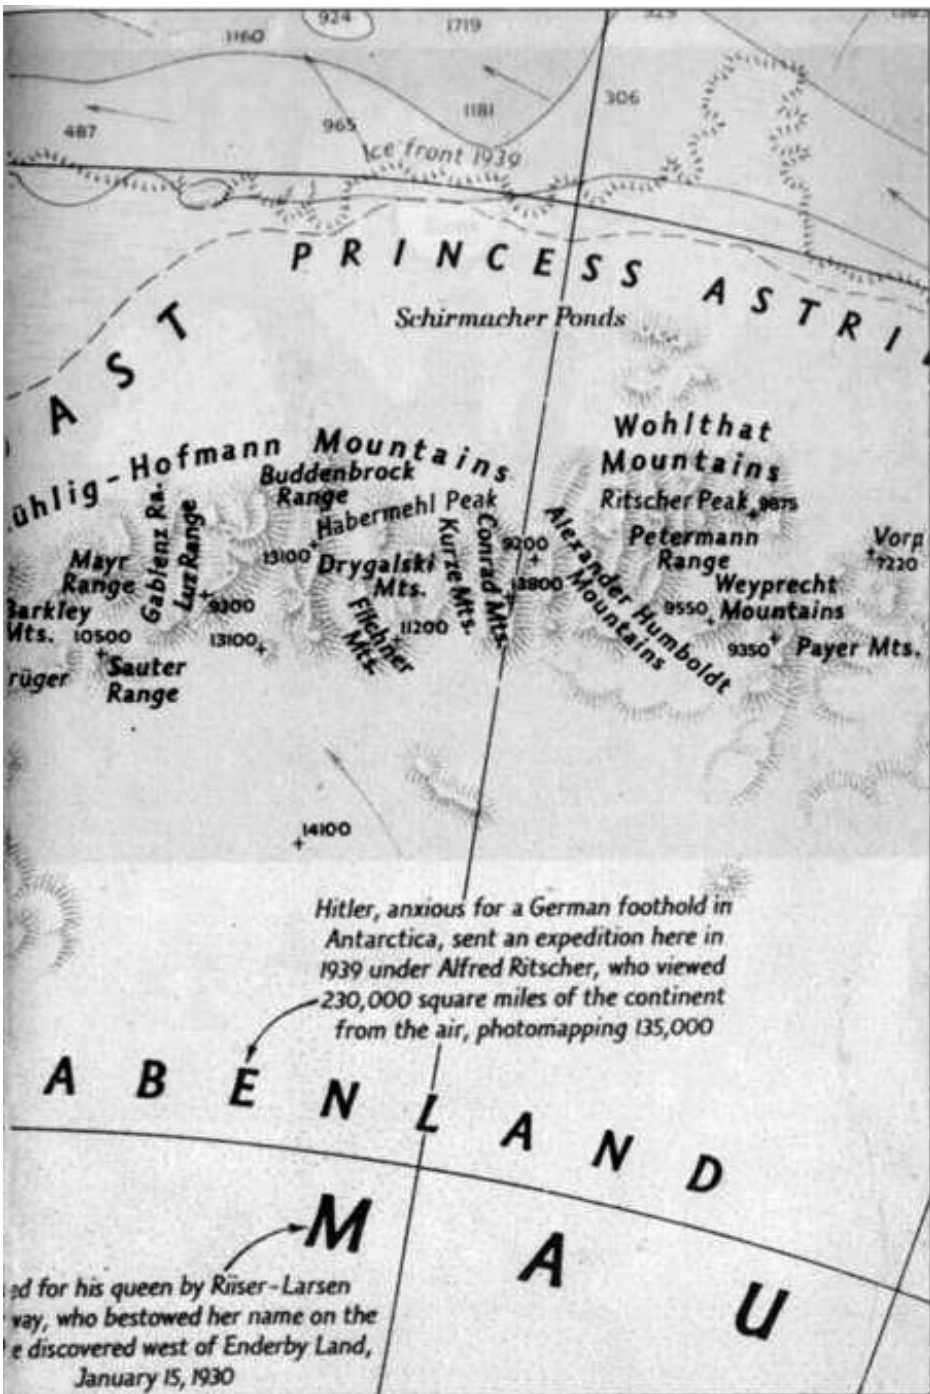 924
1719
1160
1181
306
487
965
Ice front 1939
PRINCESS ASTRI
AST
Schirmacher Ponds
Wohlthat
Mountains
ühlig-Hofmann Mountains
Buddenbrock
Range
Habermehl Peak
Ritscher Peak 9875
Gablenz Ra.
Luz Range
Kurze Mts.
Conrad Mts.
9200
Alexander Humboldt
Mountains
Petermann
Range
Vorp
7220
Mayr
Range
13100
Drygalski
Mts.
13800
Weyprecht
Mountains
9300
9550
Barkley
Mts.
10500
13100
Filchner
Mts.
11200
9350
Payer Mts.
rüger
Sauter
Range
14100
Hitler, anxious for a German foothold in
Antarctica, sent an expedition here in
1939 under Alfred Ritscher, who viewed
230,000 square miles of the continent
from the air, photomapping 135,000
ABENLAND
MAU
ed for his queen by Riiser-Larsen
way, who bestowed her name on the
e discovered west of Enderby Land,
January 15, 1930